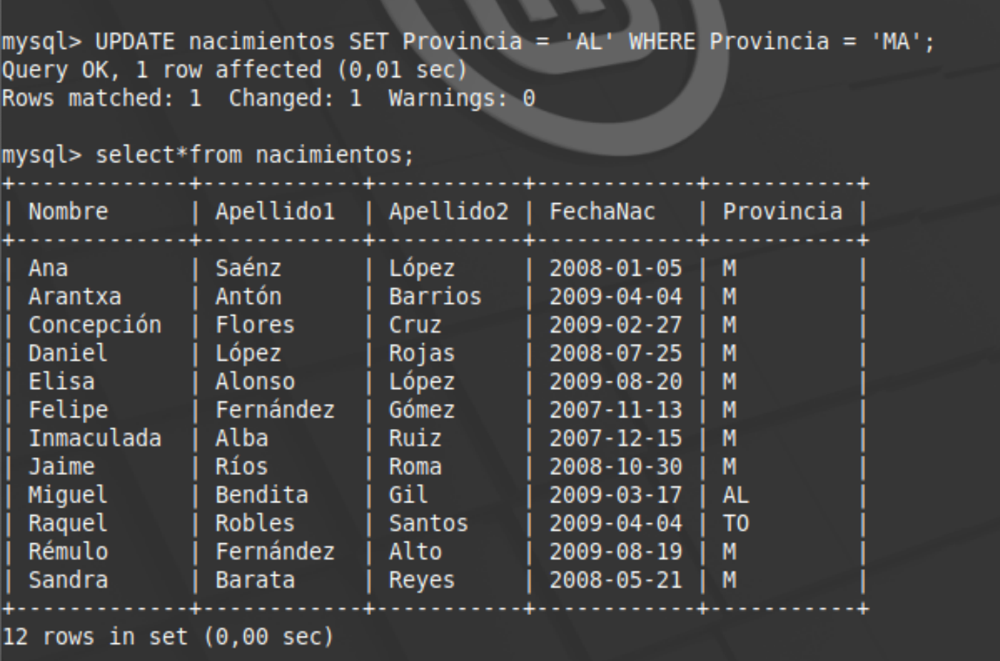 mysql> UPDATE nacimientos SET Provincia = 'AL' WHERE Provincia = 'MA';
Query OK, 1 row affected (0,01 sec)
Rows matched: 1  Changed: 1  Warnings: 0
mysql> select*from nacimientos;
+-------------+------------+-----------+------------+-----------+
| Nombre      | Apellido1  | Apellido2 | FechaNac   | Provincia |
+-------------+------------+-----------+------------+-----------+
| Ana         | Saénz      | López     | 2008-01-05 | M         |
| Arantxa     | Antón      | Barrios   | 2009-04-04 | M         |
| Concepción  | Flores     | Cruz      | 2009-02-27 | M         |
| Daniel      | López      | Rojas     | 2008-07-25 | M         |
| Elisa       | Alonso     | López     | 2009-08-20 | M         |
| Felipe      | Fernández  | Gómez     | 2007-11-13 | M         |
| Inmaculada  | Alba       | Ruiz      | 2007-12-15 | M         |
| Jaime       | Ríos       | Roma      | 2008-10-30 | M         |
| Miguel      | Bendita    | Gil       | 2009-03-17 | AL        |
| Raquel      | Robles     | Santos    | 2009-04-04 | TO        |
| Rémulo      | Fernández  | Alto      | 2009-08-19 | M         |
| Sandra      | Barata     | Reyes     | 2008-05-21 | M         |
+-------------+------------+-----------+------------+-----------+
12 rows in set (0,00 sec)